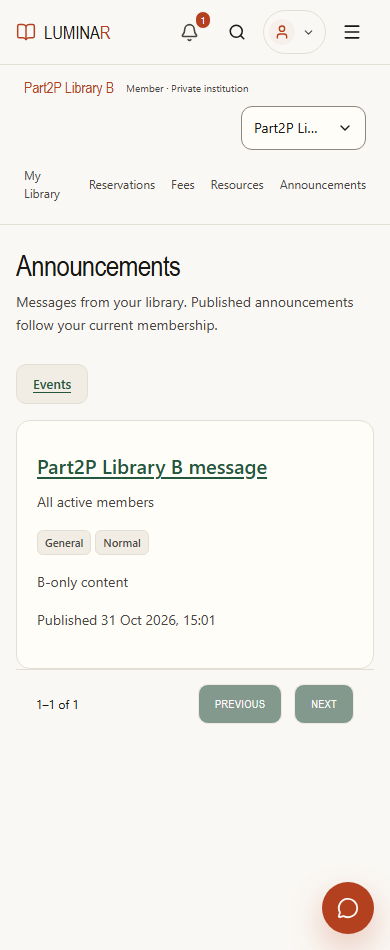 LUMINAR
1
Part2P Library B
Member · Private institution
Part2P Li...
My Library
Reservations
Fees
Resources
Announcements
Announcements
Messages from your library. Published announcements
follow your current membership.
Events
Part2P Library B message
All active members
General
Normal
B-only content
Published 31 Oct 2026, 15:01
1–1 of 1
PREVIOUS
NEXT